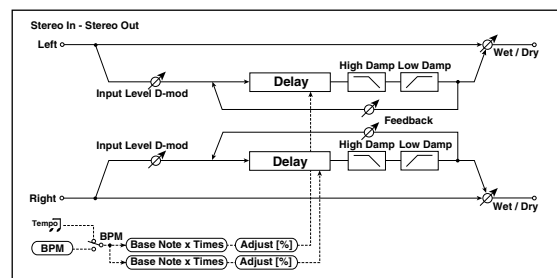 Stereo In - Stereo Out
Left
Wet / Dry
High Damp Low Damp
Delay
Input Level D-mod
Feedback
Input Level D-mod
High Damp Low Damp
Delay
Right
Wet / Dry
Tempo
BPM
BPM
Base Note x Times
Adjust [%]
Base Note x Times
Adjust [%]